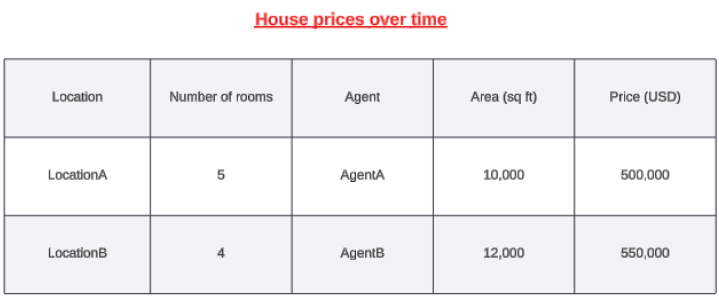 House prices over time
Location Number of rooms Agent Area (sq ft) Price (USD)
LocationA 5 AgentA 10,000 500,000
LocationB 4 AgentB 12,000 550,000